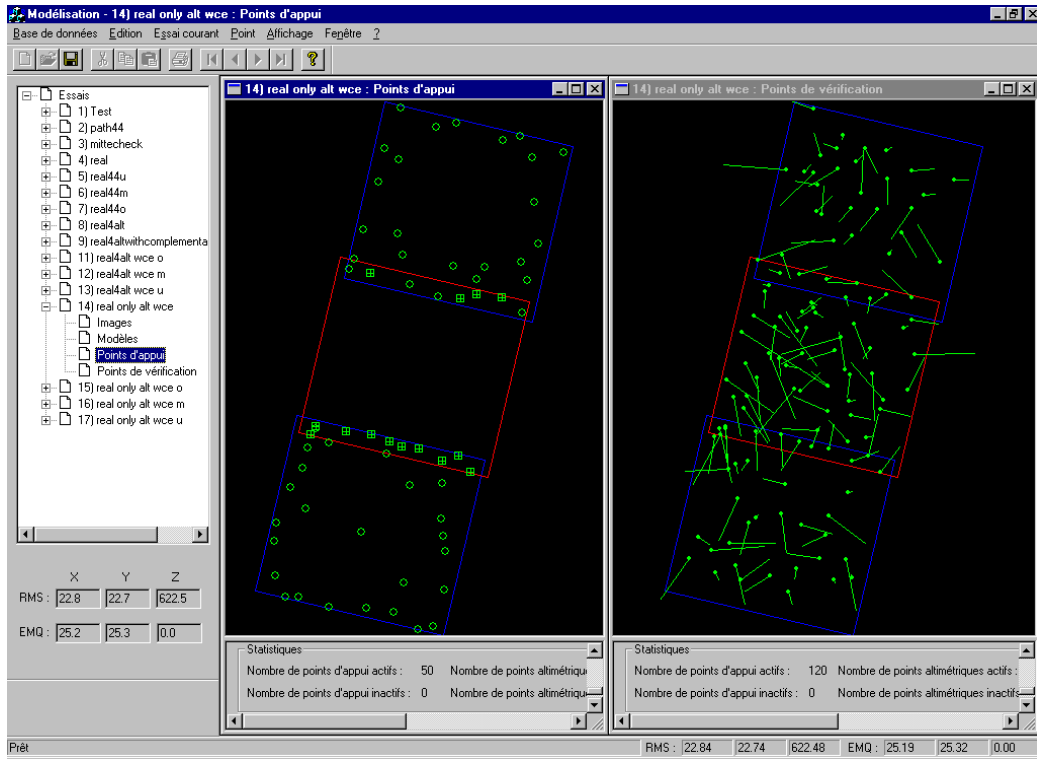 Modélisation - 14) real only alt wce : Points d'appui
Base de données Edition Essai courant Point Affichage Fenêtre ?
Essais
1) Test
2) path44
3) mittecheck
4) real
5) real44u
6) real44m
7) real44o
8) real4alt
9) real4altwithcomplementa
11) real4alt wce o
12) real4alt wce m
13) real4alt wce u
14) real only alt wce
Images
Modèles
Points d'appui
Points de vérification
15) real only alt wce o
16) real only alt wce m
17) real only alt wce u
X Y Z
RMS : 22.8 22.7 622.5
EMQ : 25.2 25.3 0.0
14) real only alt wce : Points d'appui
Statistiques
Nombre de points d'appui actifs : 50 Nombre de points altimétriqu
Nombre de points d'appui inactifs : 0 Nombre de points altimétriqu
14) real only alt wce : Points de vérification
Statistiques
Nombre de points d'appui actifs : 120 Nombre de points altimétriques actifs :
Nombre de points d'appui inactifs : 0 Nombre de points altimétriques inactifs
Prêt
RMS : 22.84 22.74 622.48 EMQ : 25.19 25.32 0.00